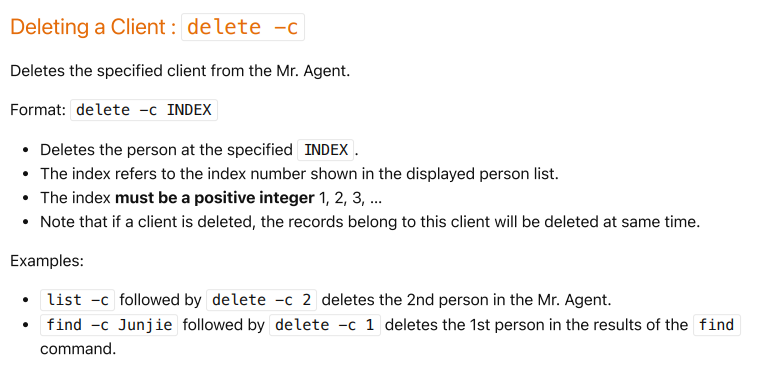 Deleting a Client : delete -c
Deletes the specified client from the Mr. Agent.
Format: delete -c INDEX
• Deletes the person at the specified INDEX.
• The index refers to the index number shown in the displayed person list.
• The index must be a positive integer 1, 2, 3, ...
• Note that if a client is deleted, the records belong to this client will be deleted at same time.
Examples:
• list -c followed by delete -c 2 deletes the 2nd person in the Mr. Agent.
• find -c Junjie followed by delete -c 1 deletes the 1st person in the results of the find
command.